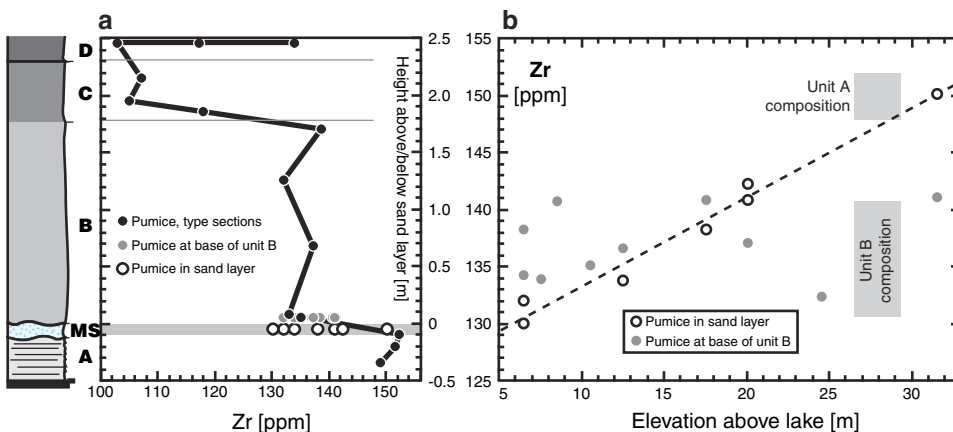 a
b
D
C
B
MS
A
Pumice, type sections
Pumice at base of unit B
Pumice in sand layer
2.5
2.0
1.5
1.0
0.5
0
-0.5
Height above/below sand layer [m]
100 110 120 130 140 150
Zr [ppm]
155
150
145
140
135
130
125
Zr
[ppm]
Unit A
composition
Unit B
composition
Pumice in sand layer
Pumice at base of unit B
5 10 15 20 25 30
Elevation above lake [m]